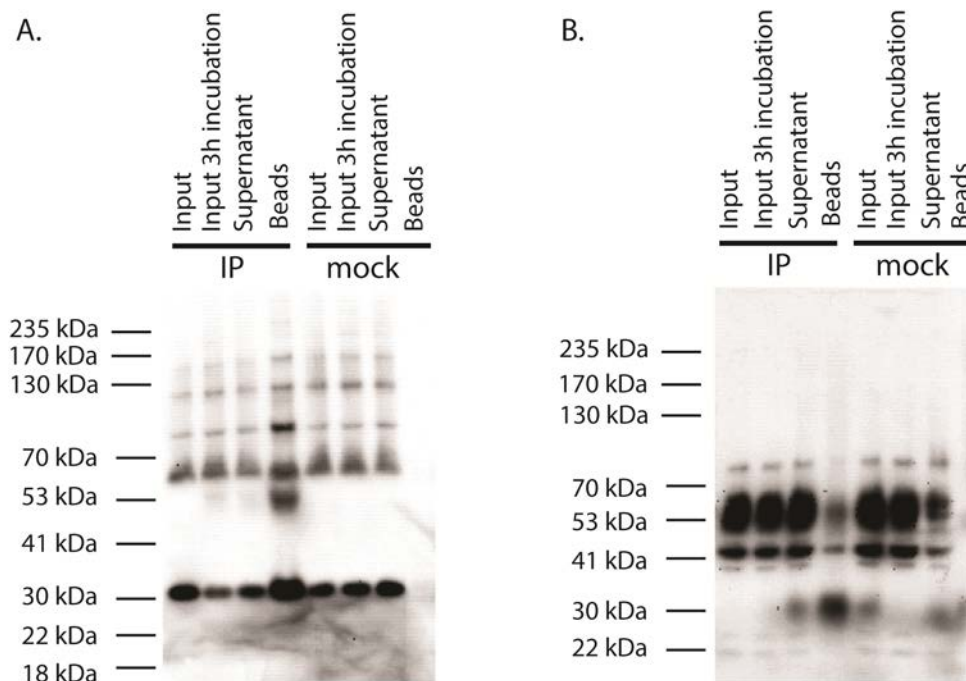 A.
Input
Input 3h incubation
Supernatant
Beads
Input
Input 3h incubation
Supernatant
Beads
IP
mock
235 kDa
170 kDa
130 kDa
70 kDa
53 kDa
41 kDa
30 kDa
22 kDa
18 kDa
B.
Input
Input 3h incubation
Supernatant
Beads
Input
Input 3h incubation
Supernatant
Beads
IP
mock
235 kDa
170 kDa
130 kDa
70 kDa
53 kDa
41 kDa
30 kDa
22 kDa